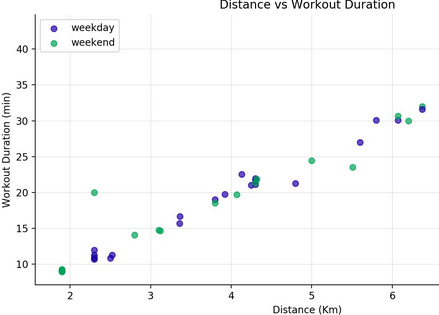 Distance vs Workout Duration
weekday
weekend
40
35
30
25
20
15
10
Workout Duration (min)
2 3 4 5 6
Distance (Km)